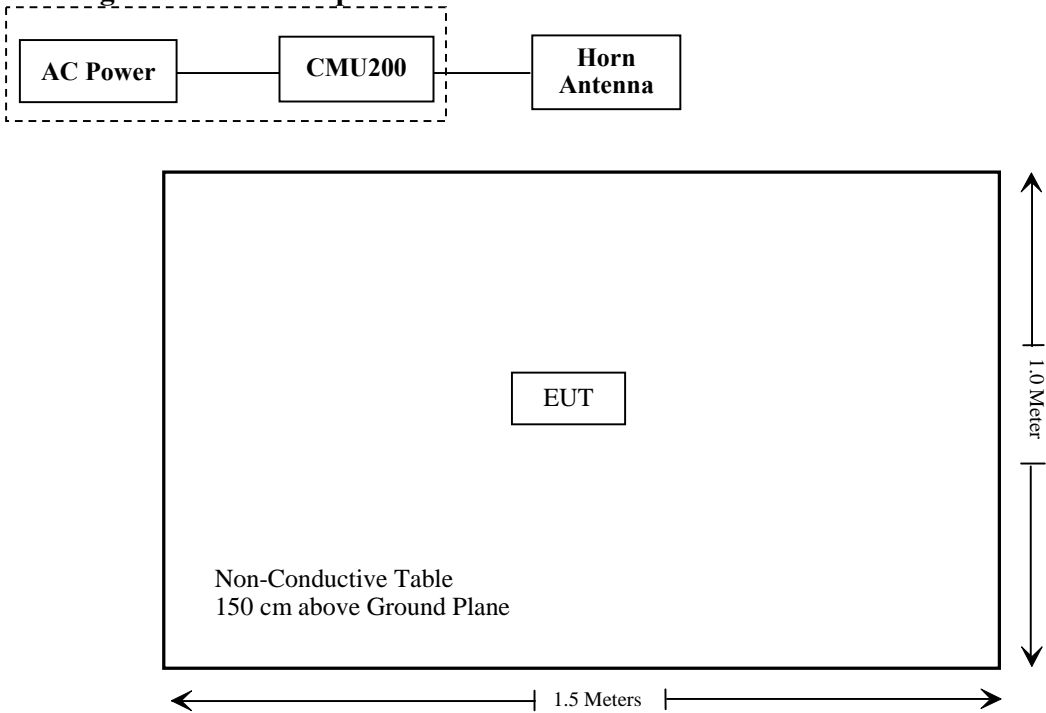 AC Power
CMU200
Horn
Antenna
EUT
1.0 Meter
Non-Conductive Table
150 cm above Ground Plane
1.5 Meters